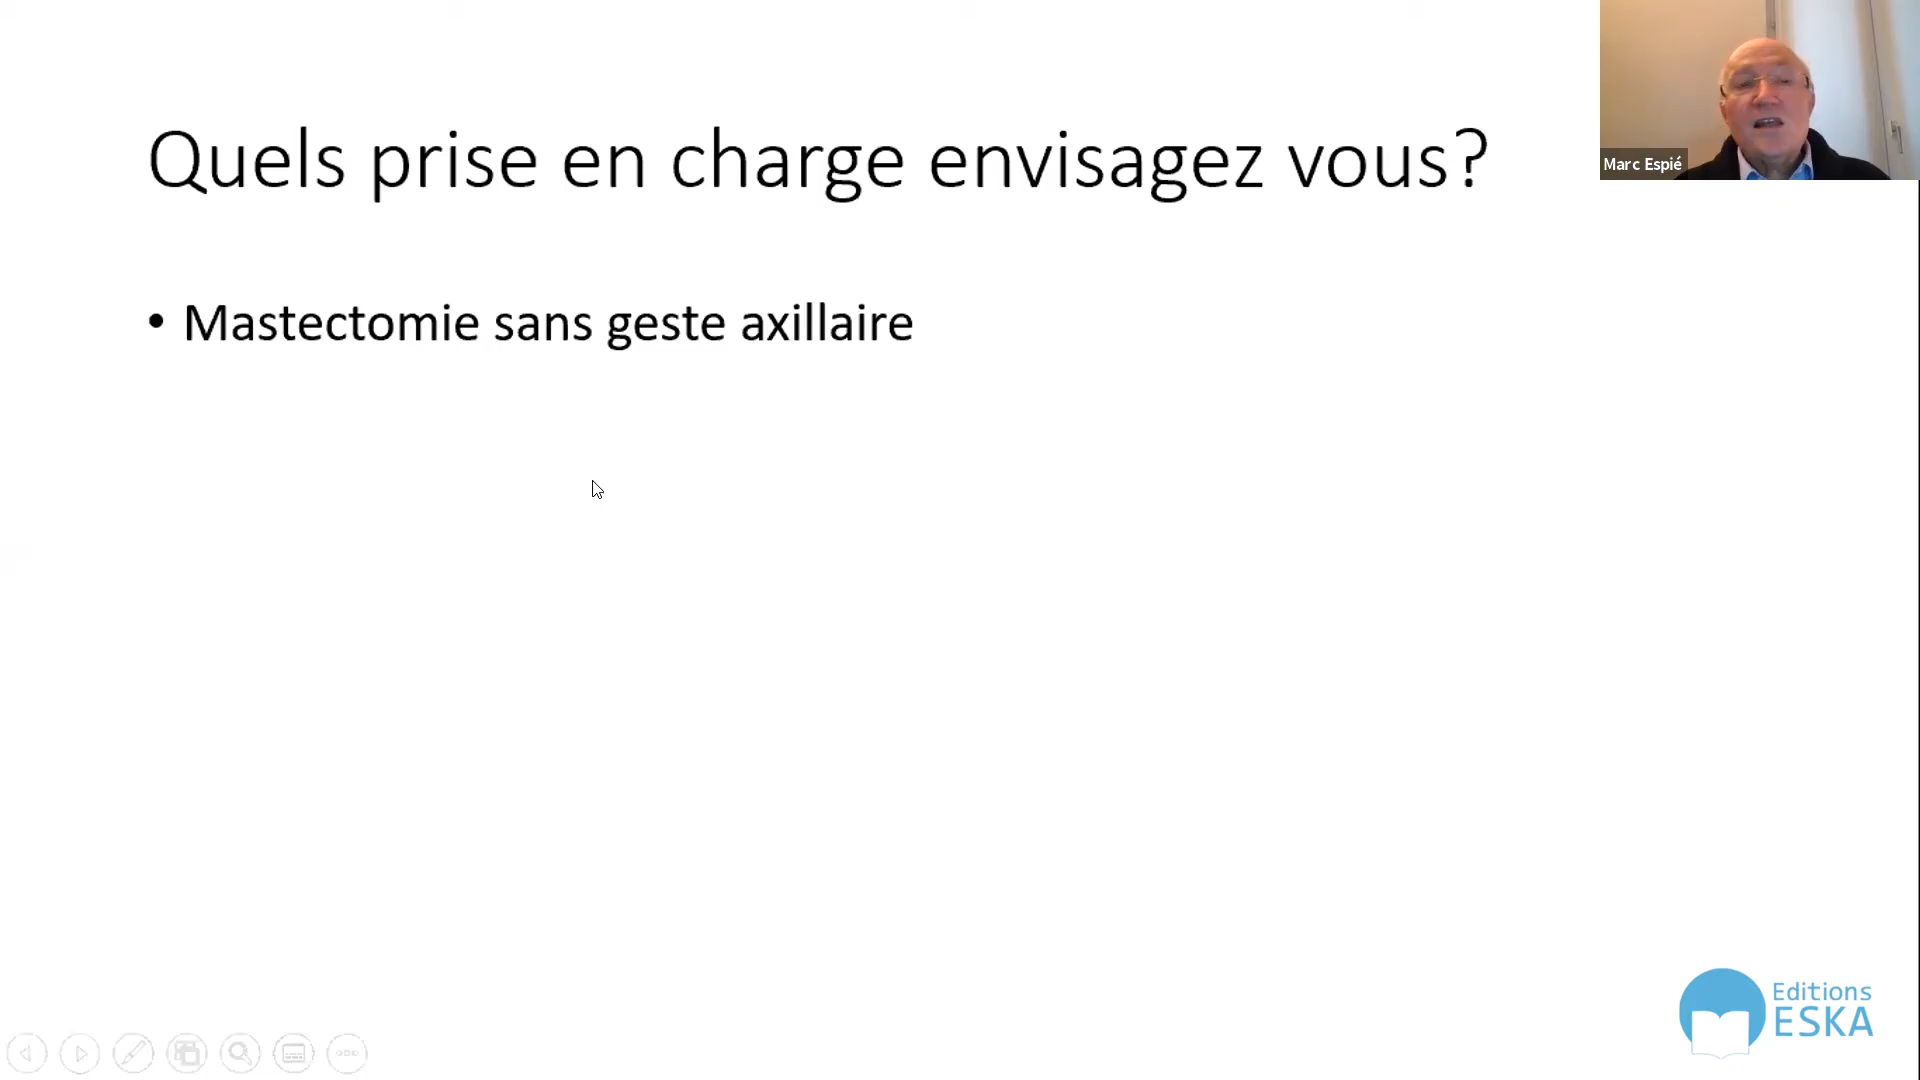 Quels prise en charge envisagez vous?
Marc Espié
• Mastectomie sans geste axillaire
Editions
ESKA